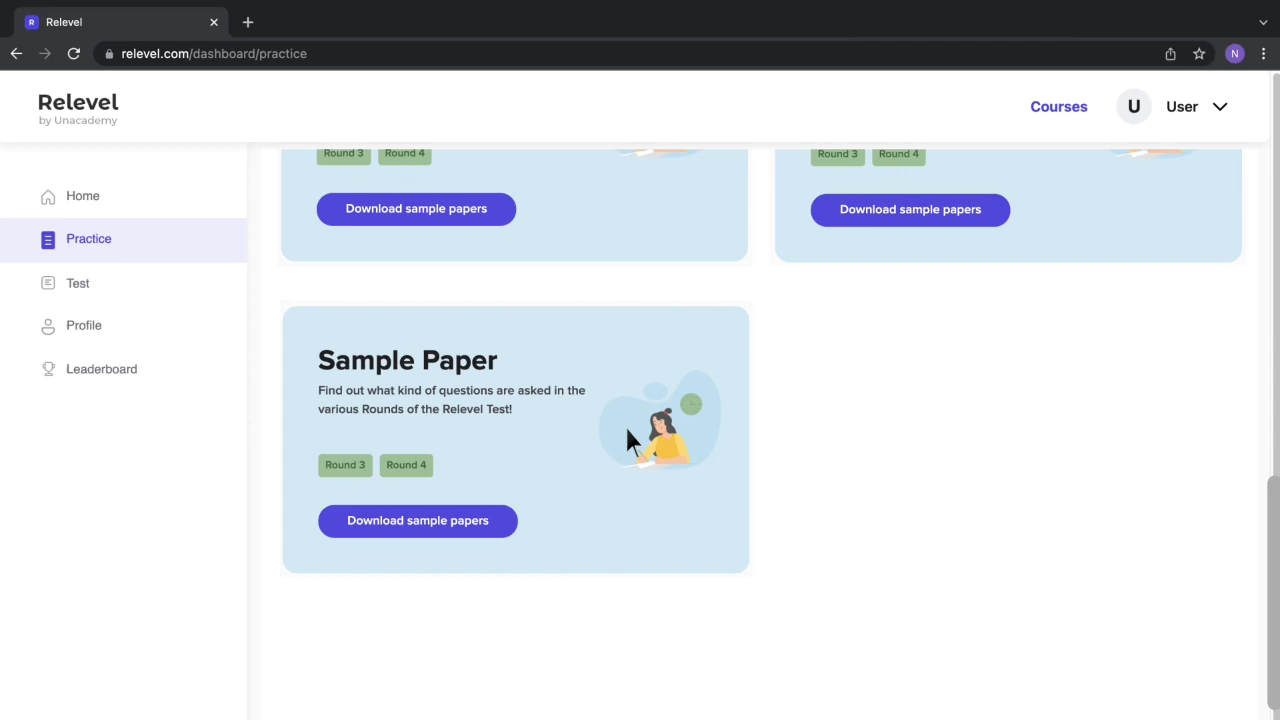 R Relevel
relevel.com/dashboard/practice
N
Relevel
by Unacademy
Courses
U
User
Home
Practice
Test
Profile
Leaderboard
Round 3 Round 4
Download sample papers
Round 3 Round 4
Download sample papers
Sample Paper
Find out what kind of questions are asked in the
various Rounds of the Relevel Test!
Round 3 Round 4
Download sample papers